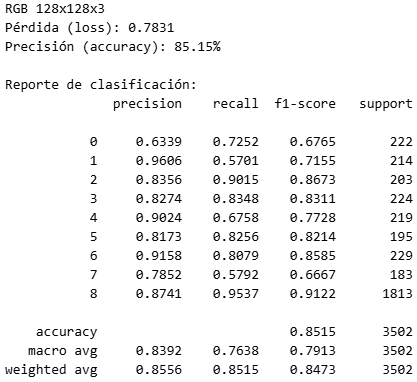 RGB 128x128x3
Pérdida (loss): 0.7831
Precisión (accuracy): 85.15%
Reporte de clasificación:
precision recall f1-score support
0 0.6339 0.7252 0.6765 222
1 0.9606 0.5701 0.7155 214
2 0.8356 0.9015 0.8673 203
3 0.8274 0.8348 0.8311 224
4 0.9024 0.6758 0.7728 219
5 0.8173 0.8256 0.8214 195
6 0.9158 0.8079 0.8585 229
7 0.7852 0.5792 0.6667 183
8 0.8741 0.9537 0.9122 1813
accuracy 0.8515 3502
macro avg 0.8392 0.7638 0.7913 3502
weighted avg 0.8556 0.8515 0.8473 3502